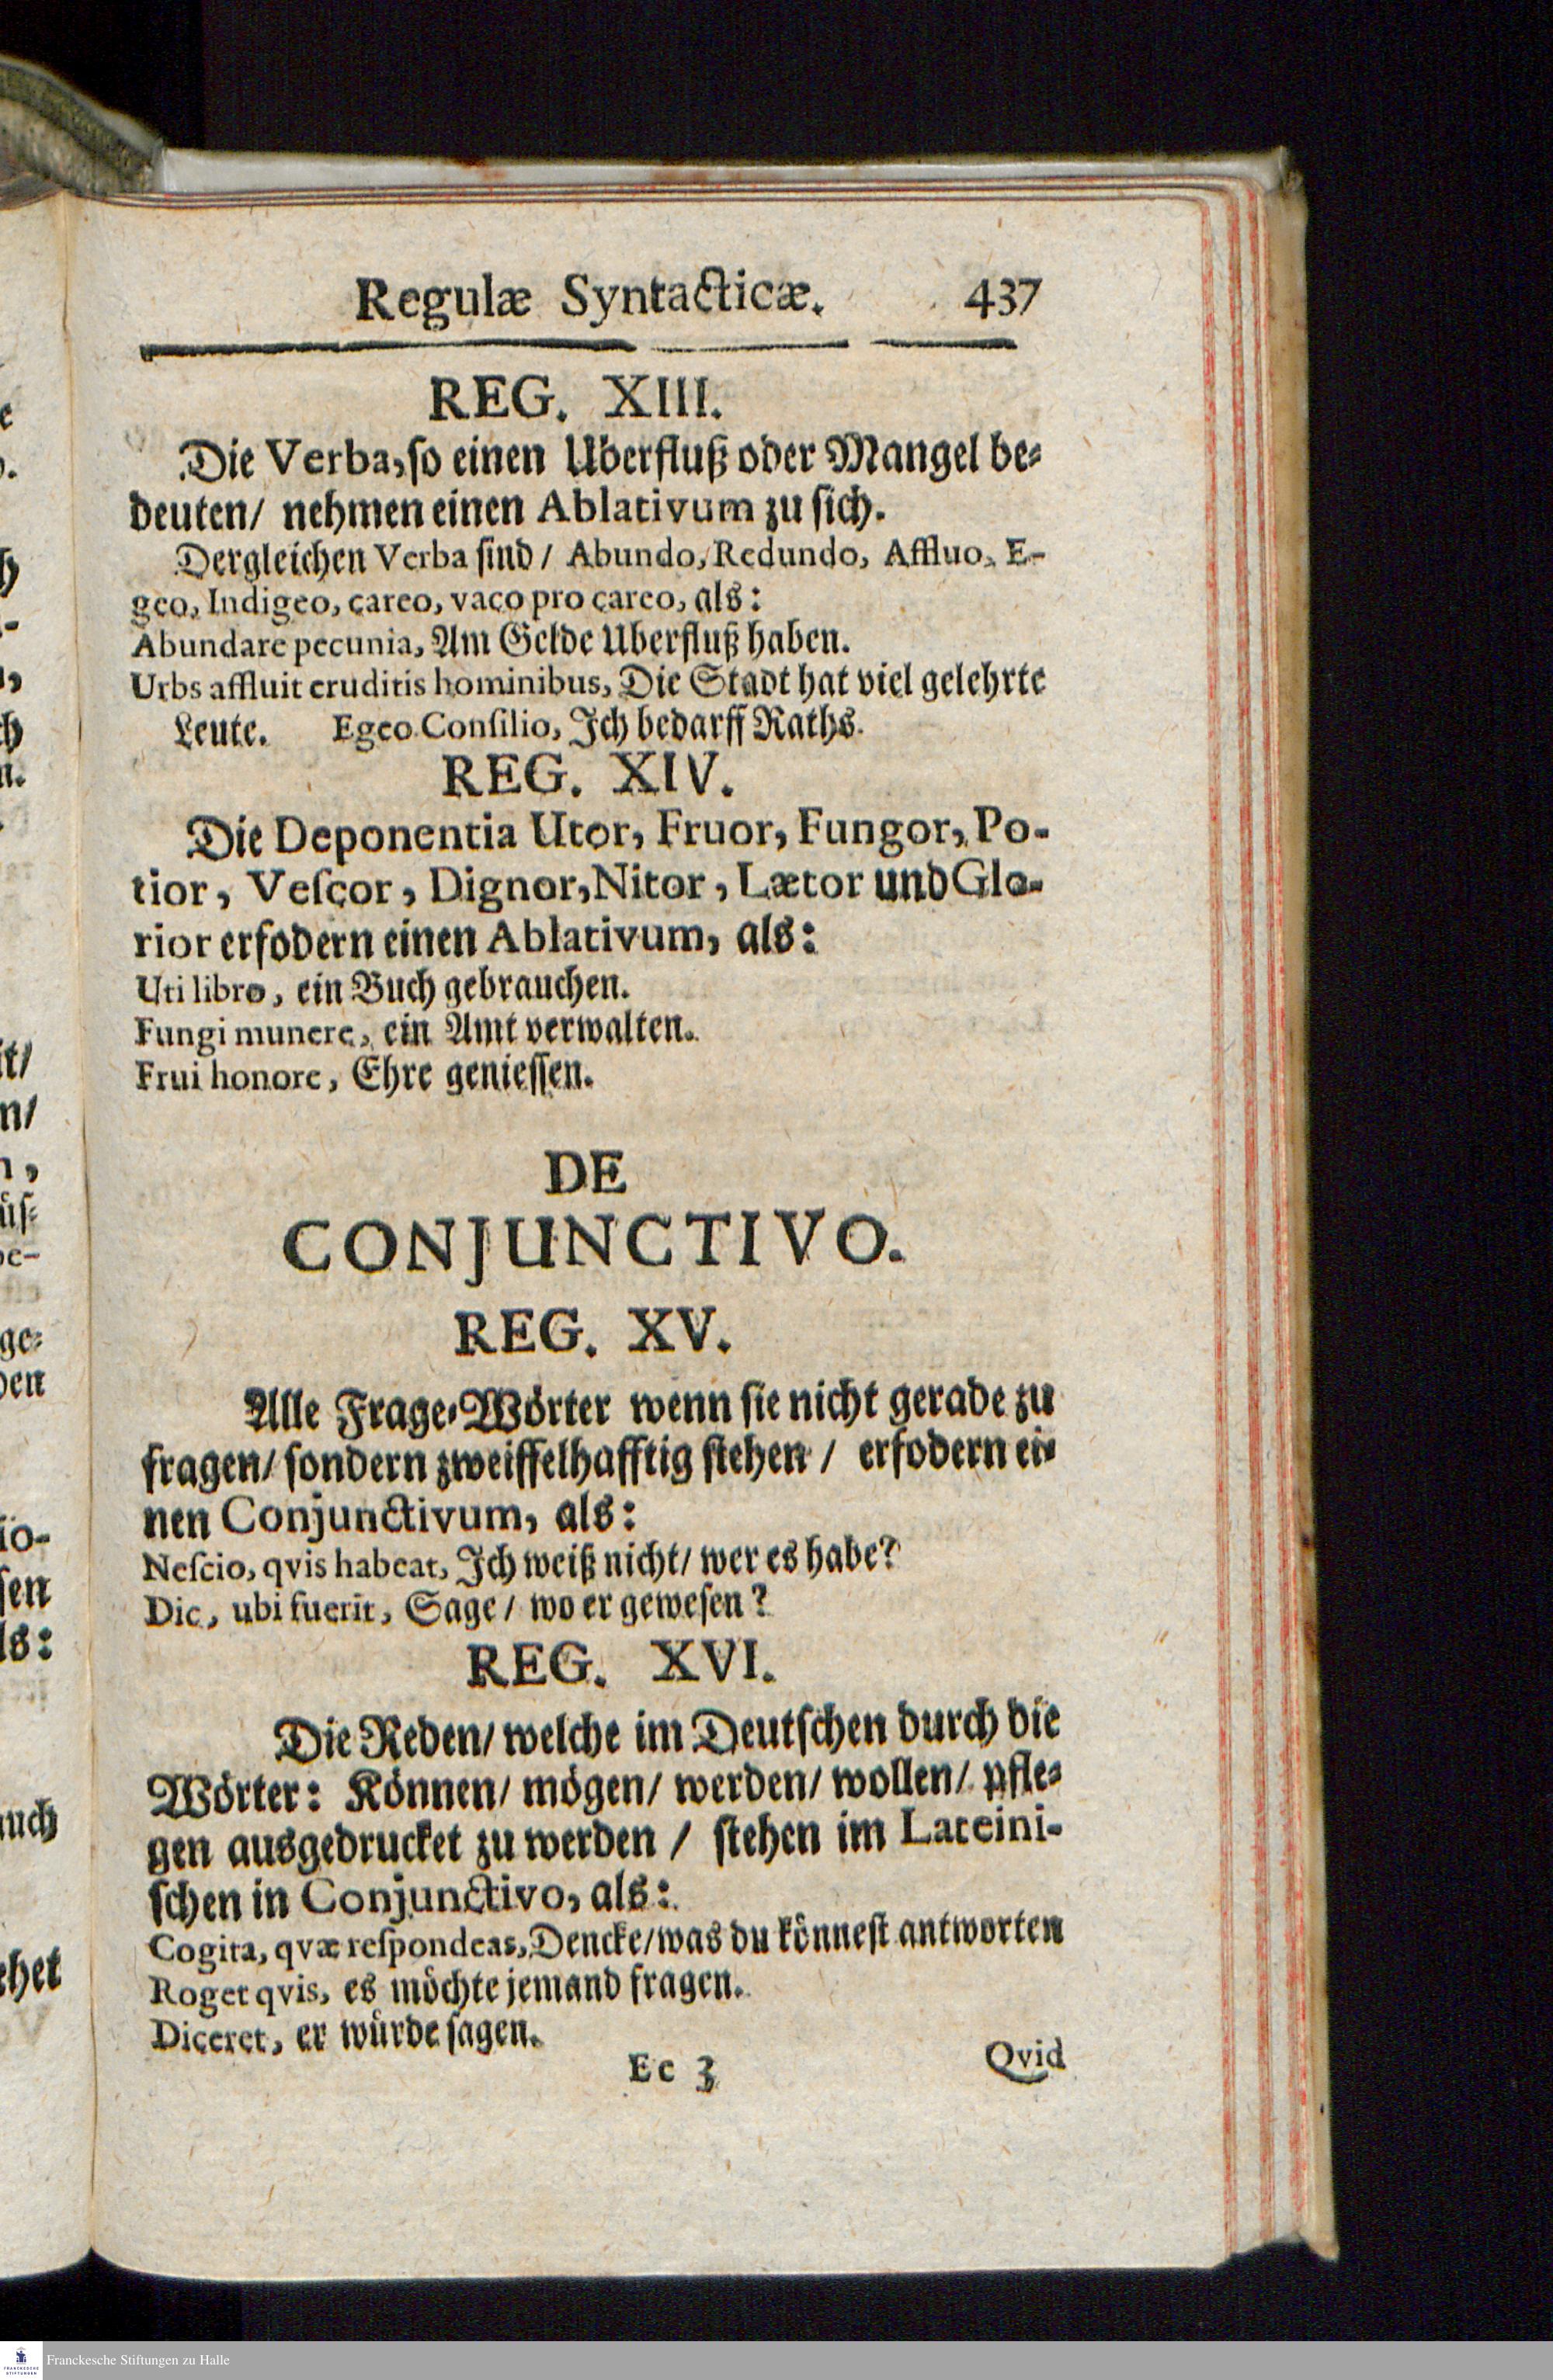 Regulæ Syntacticæ. 437
REG. XIII.
Die Verba, so einen Uberfluß oder Mangel be-
deuten/ nehmen einen Ablativum zu sich.
Dergleichen Verba sind / Abundo, Redundo, Affluo, E-
geo, Indigeo, careo, vaco pro careo, als:
Abundare pecunia, Am Gelde Uberfluß haben.
Urbs affluit eruditis hominibus, Die Stadt hat viel gelehrte
Leute. Egeo Consilio, Ich bedarff Raths.
REG. XIV.
Die Deponentia Utor, Fruor, Fungor, Po-
tior, Vescor, Dignor, Nitor, Lætor und Glo-
rior erfodern einen Ablativum, als:
Uti libro, ein Buch gebrauchen.
Fungi munere, ein Amt verwalten.
Frui honore, Ehre geniessen.
DE
CONJUNCTIVO.
REG. XV.
Alle Frage-Wörter wenn sie nicht gerade zu
fragen/ sondern zweiffelhafftig stehen / erfodern ei-
nen Conjunctivum, als:
Nescio, qvis habeat, Ich weiß nicht/ wer es habe?
Dic, ubi fuerit, Sage / wo er gewesen?
REG. XVI.
Die Reden/ welche im Deutschen durch die
Wörter: Können/ mögen/ werden/ wollen/ pfle-
gen ausgedrucket zu werden / stehen im Lateini-
schen in Conjunctivo, als:
Cogita, qvæ respondeas, Dencke/ was du könnest antworten
Roget qvis, es möchte jemand fragen.
Diceret, er würde sagen.
Ee 3 Qvid
Franckesche Stiftungen zu Halle